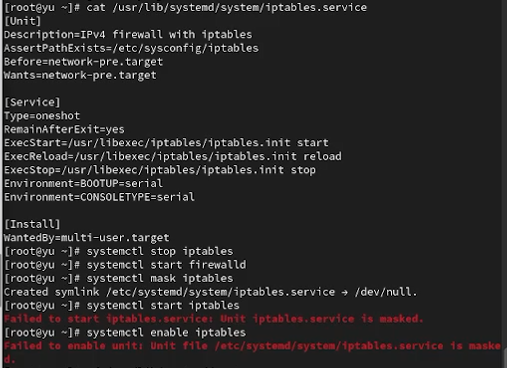 [root@yu ~]# cat /usr/lib/systemd/system/iptables.service
[Unit]
Description=IPv4 firewall with iptables
AssertPathExists=/etc/sysconfig/iptables
Before=network-pre.target
Wants=network-pre.target
[Service]
Type=oneshot
RemainAfterExit=yes
ExecStart=/usr/libexec/iptables/iptables.init start
ExecReload=/usr/libexec/iptables/iptables.init reload
ExecStop=/usr/libexec/iptables/iptables.init stop
Environment=BOOTUP=serial
Environment=CONSOLETYPE=serial
[Install]
WantedBy=multi-user.target
[root@yu ~]# systemctl stop iptables
[root@yu ~]# systemctl start firewalld
[root@yu ~]# systemctl mask iptables
Created symlink /etc/systemd/system/iptables.service → /dev/null.
[root@yu ~]# systemctl start iptables
Failed to start iptables.service: Unit iptables.service is masked.
[root@yu ~]# systemctl enable iptables
Failed to enable unit: Unit file /etc/systemd/system/iptables.service is maske
d.